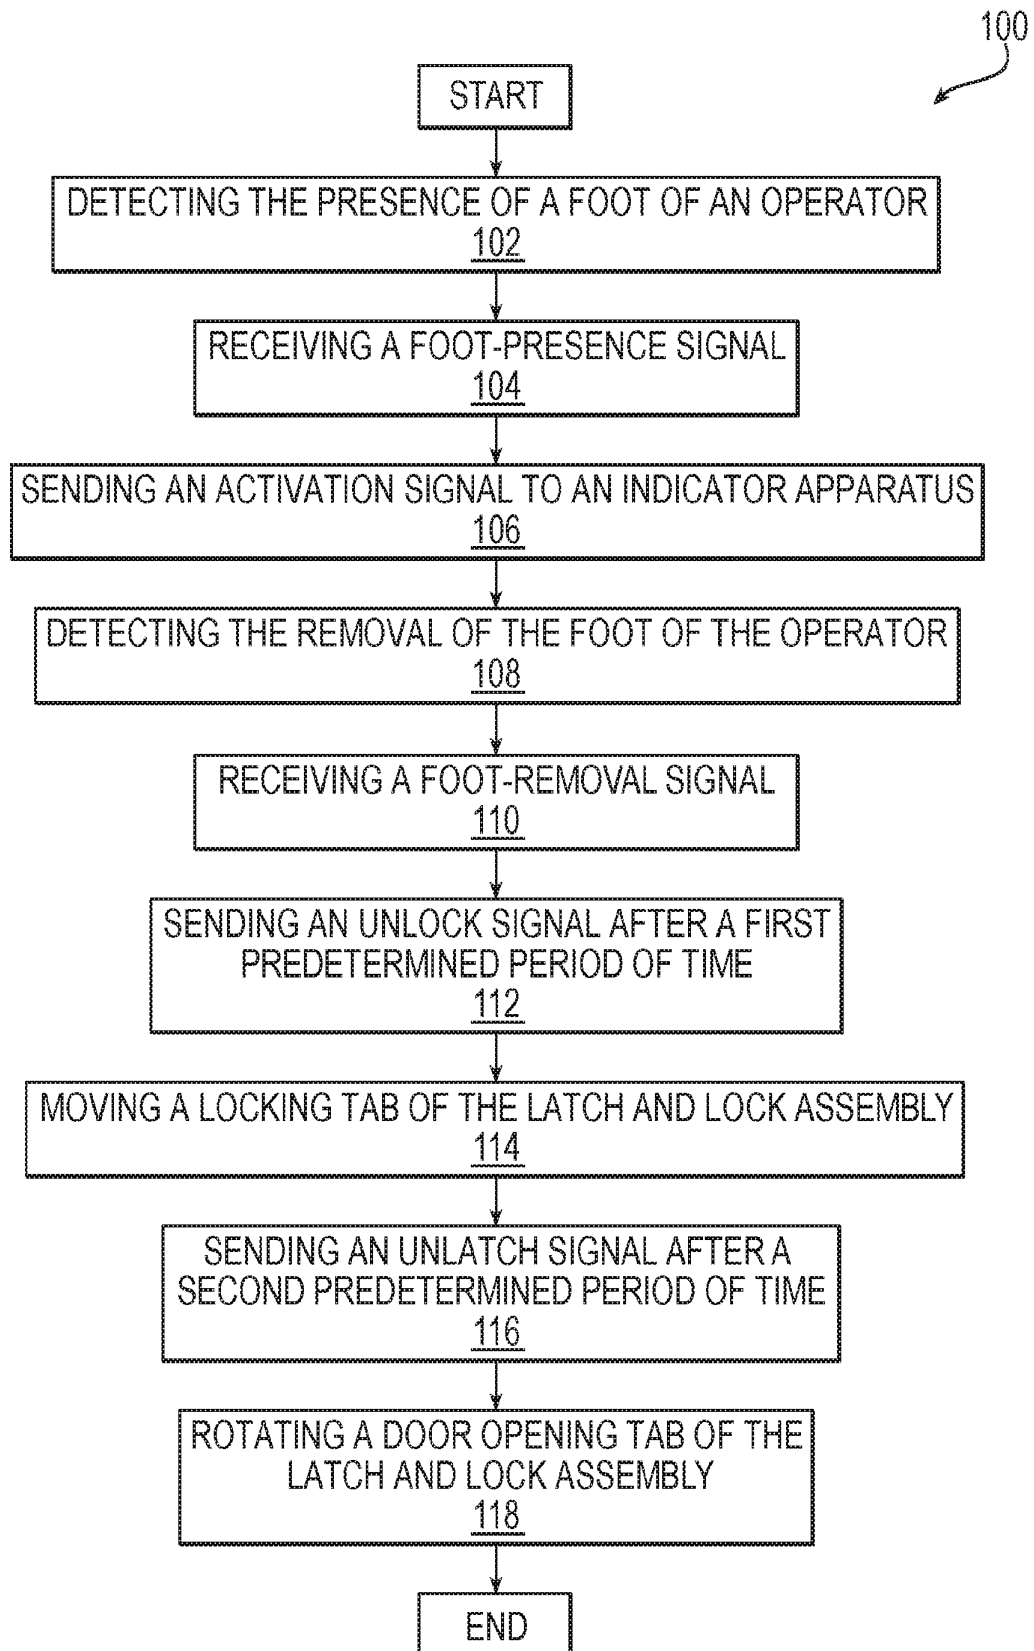 100
START
DETECTING THE PRESENCE OF A FOOT OF AN OPERATOR
102
RECEIVING A FOOT-PRESENCE SIGNAL
104
SENDING AN ACTIVATION SIGNAL TO AN INDICATOR APPARATUS
106
DETECTING THE REMOVAL OF THE FOOT OF THE OPERATOR
108
RECEIVING A FOOT-REMOVAL SIGNAL
110
SENDING AN UNLOCK SIGNAL AFTER A FIRST
PREDETERMINED PERIOD OF TIME
112
MOVING A LOCKING TAB OF THE LATCH AND LOCK ASSEMBLY
114
SENDING AN UNLATCH SIGNAL AFTER A
SECOND PREDETERMINED PERIOD OF TIME
116
ROTATING A DOOR OPENING TAB OF THE
LATCH AND LOCK ASSEMBLY
118
END